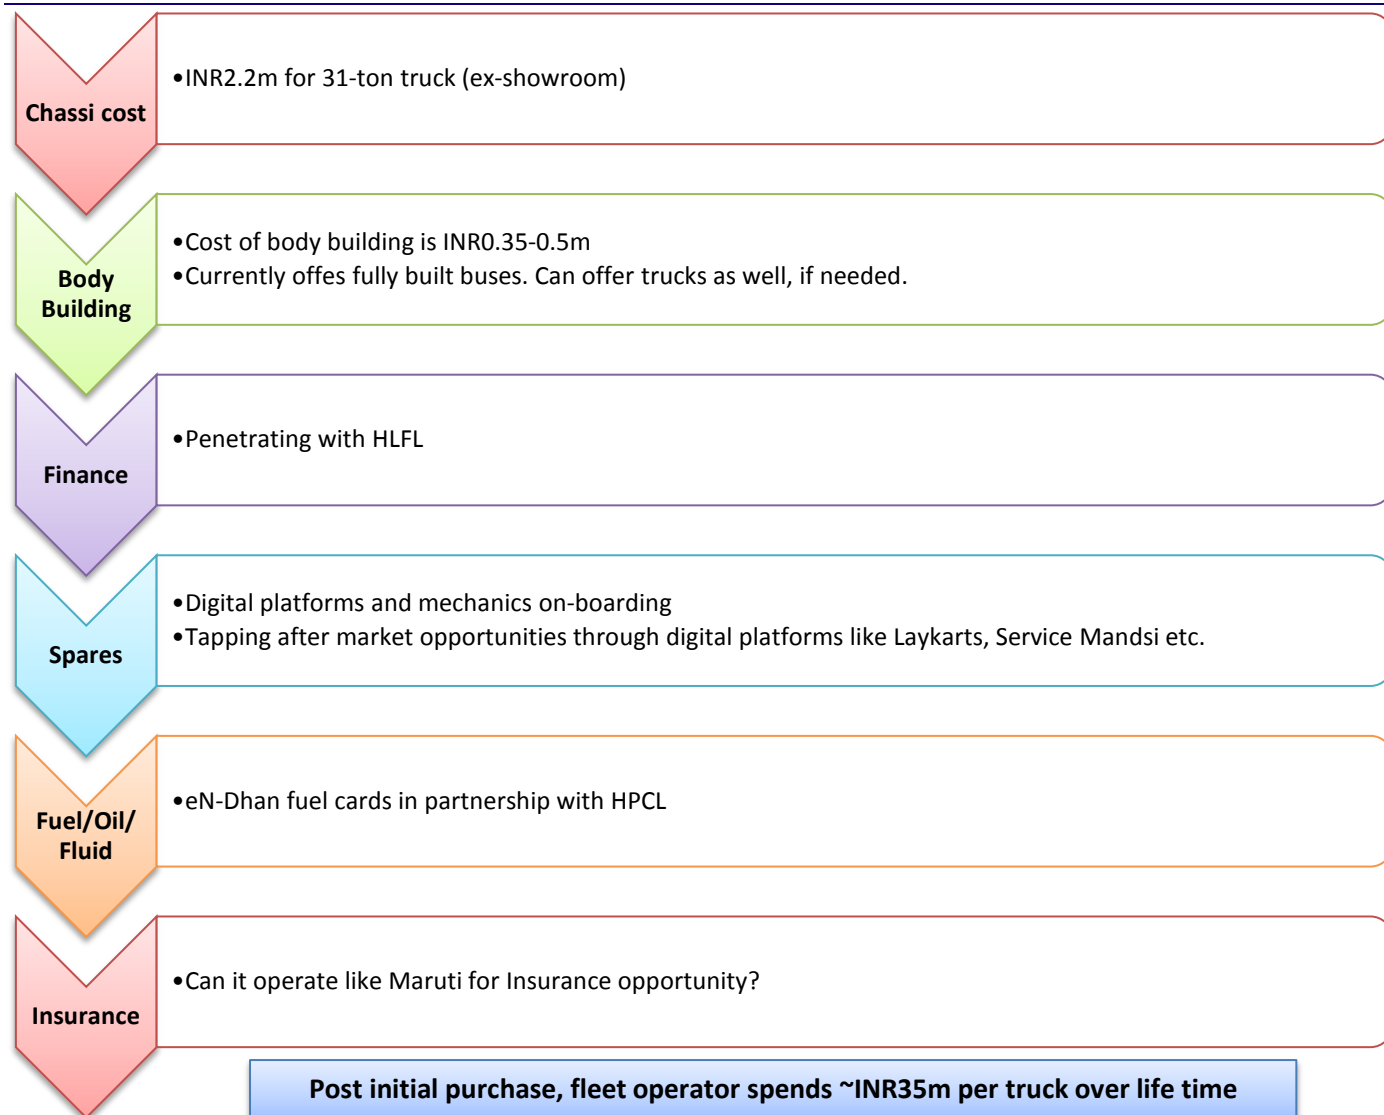 Chassi cost
•INR2.2m for 31-ton truck (ex-showroom)
Body
Building
•Cost of body building is INR0.35-0.5m
•Currently offes fully built buses. Can offer trucks as well, if needed.
Finance
•Penetrating with HLFL
Spares
•Digital platforms and mechanics on-boarding
•Tapping after market opportunities through digital platforms like Laykarts, Service Mandsi etc.
Fuel/Oil/
Fluid
•eN-Dhan fuel cards in partnership with HPCL
Insurance
•Can it operate like Maruti for Insurance opportunity?
Post initial purchase, fleet operator spends ~INR35m per truck over life time